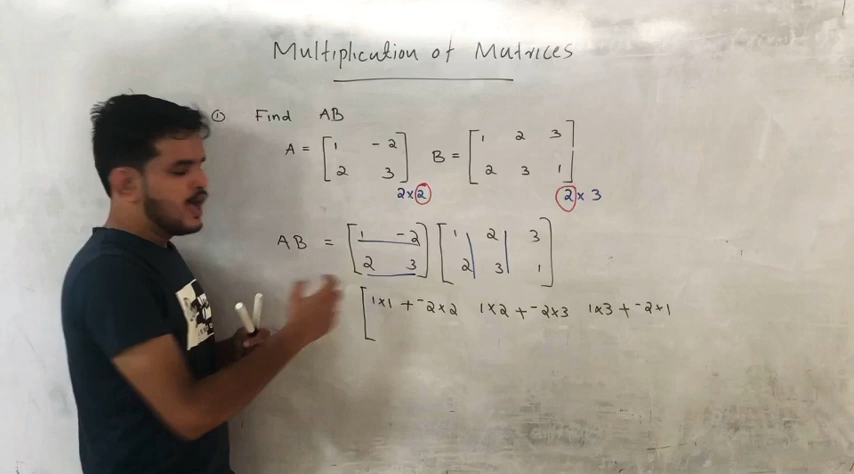 Multiplication of Matrices
① Find AB
A = [1 -2
2 3] 2×2 B = [1 2 3
2 3 1] 2×3
AB = [1 -2
2 3] [1 2 3
2 3 1]
[1×1 + -2×2 1×2 + -2×3 1×3 + -2×1